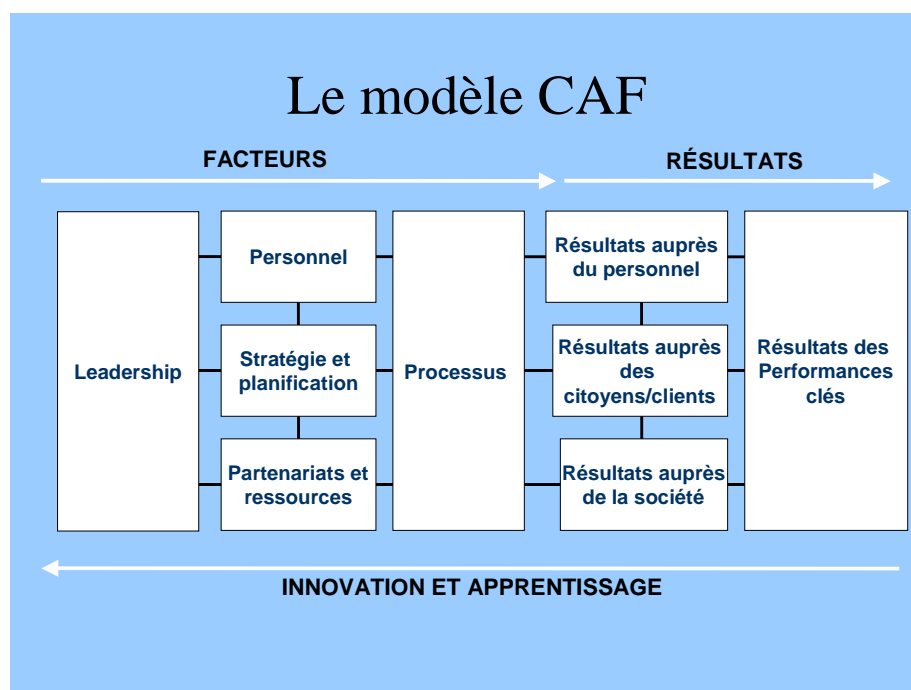 Le modèle CAF
FACTEURS
RÉSULTATS
Leadership
Personnel
Stratégie et
planification
Partenariats et
ressources
Processus
Résultats auprès
du personnel
Résultats auprès
des
citoyens/clients
Résultats auprès
de la société
Résultats des
Performances
clés
INNOVATION ET APPRENTISSAGE